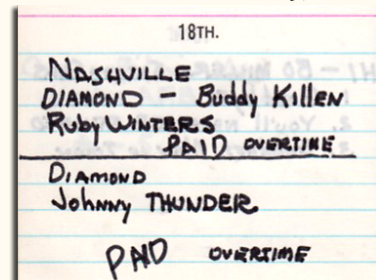 18TH.
NASHVILLE
DIAMOND - Buddy Killen
Ruby WINTERS
PAID OVERTIME
DIAMOND
Johnny THUNDER
PAID OVERTIME